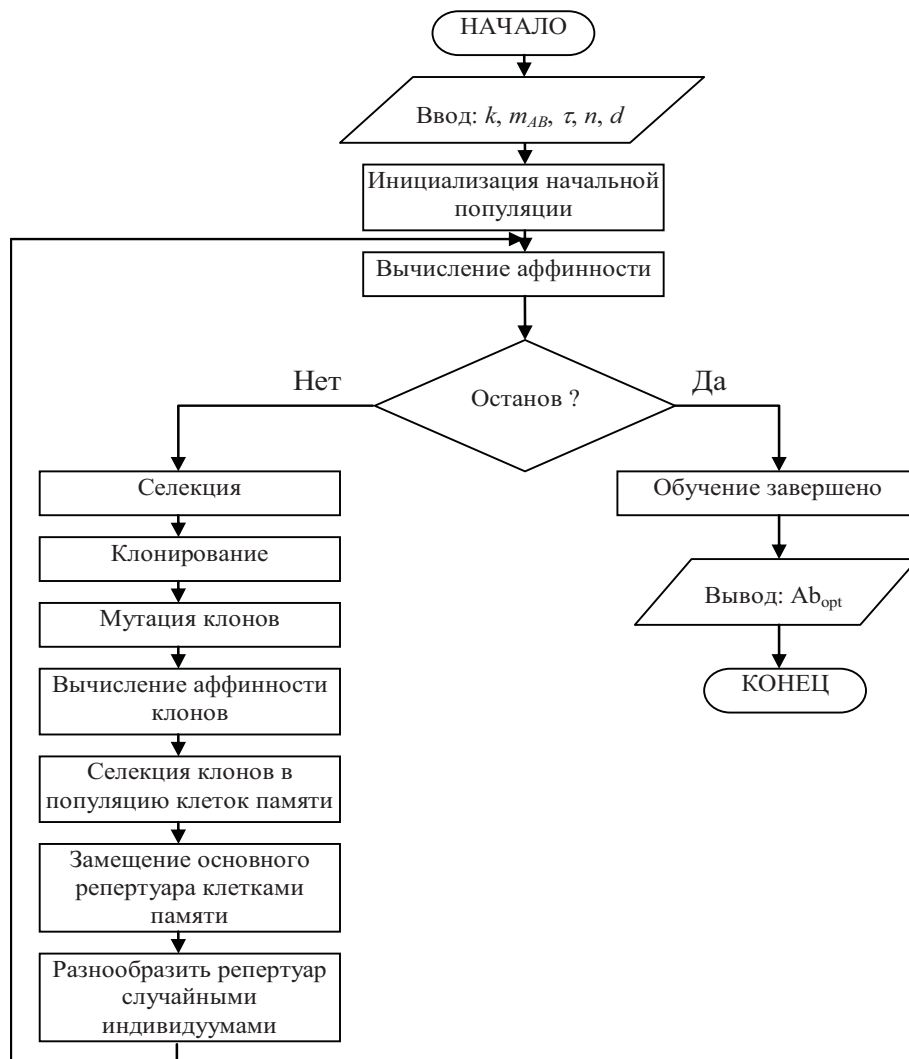 НАЧАЛО
Ввод: k, m_AB, τ, n, d
Инициализация начальной
популяции
Вычисление аффинности
Останов ?
Нет
Да
Селекция
Клонирование
Мутация клонов
Вычисление аффинности
клонов
Селекция клонов в
популяцию клеток памяти
Замещение основного
репертуара клетками
памяти
Разнообразить репертуар
случайными
индивидуумами
Обучение завершено
Вывод: Ab_opt
КОНЕЦ